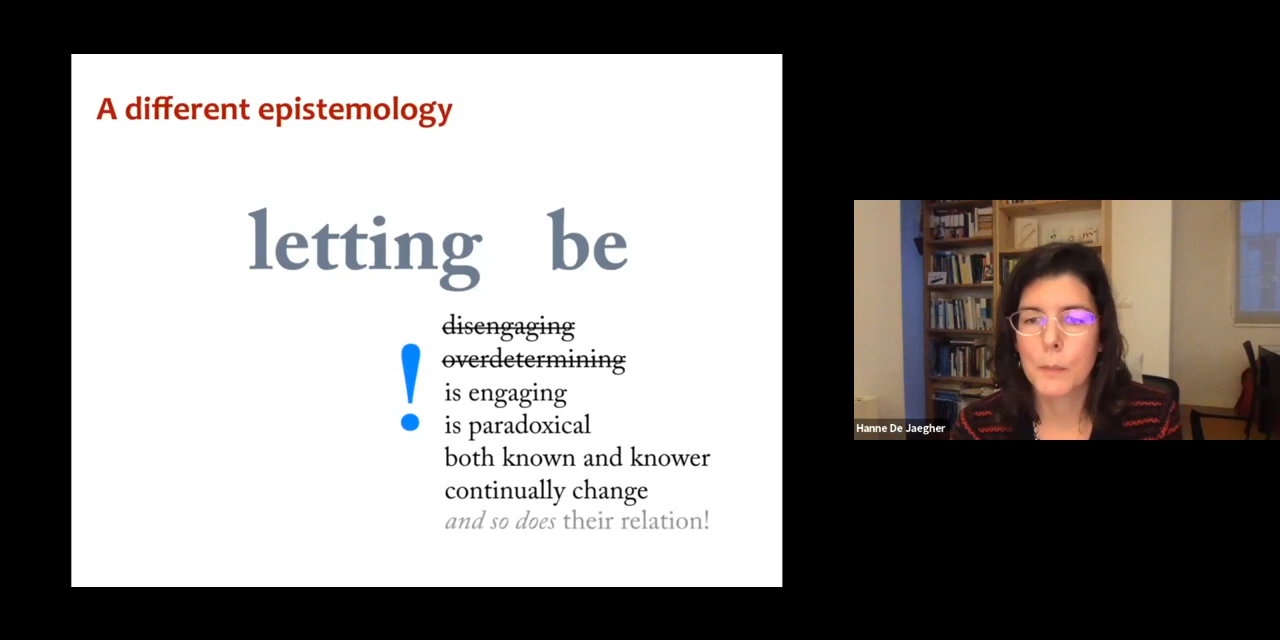 A different epistemology
letting be
disengaging
overdetermining
!
is engaging
is paradoxical
both known and knower
continually change
and so does their relation!
Hanne De Jaegher